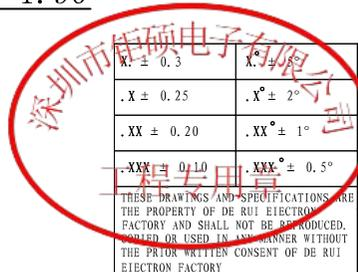 深圳市钜硕电子有限公司
X. ± 0.3 X.° ± 5°
.X ± 0.25 .X° ± 2°
.XX ± 0.20 .XX° ± 1°
.XXX ± 0.10 .XXX° ± 0.5°
工程专用章
THESE DRAWINGS AND SPECIFICATIONS ARE
THE PROPERTY OF DE RUI EIECTRON
FACTORY AND SHALL NOT BE REPRODUCED.
COPIED OR USED IN ANY MANNER WITHOUT
THE PRIOR WRITTEN CONSENT OF DE RUI
EIECTRON FACTORY